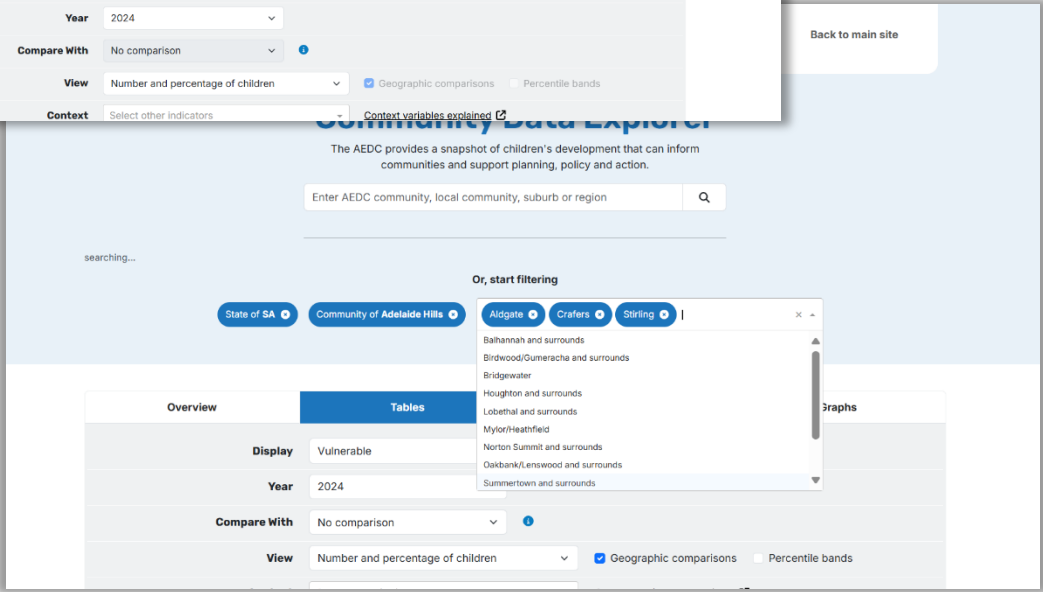 Year 2024
Compare With No comparison
View Number and percentage of children Geographic comparisons Percentile bands
Context Select other indicators Context variables explained
Back to main site
Community Data Explorer
The AEDC provides a snapshot of children's development that can inform
communities and support planning, policy and action.
Enter AEDC community, local community, suburb or region
searching...
Or, start filtering
State of SA Community of Adelaide Hills Aldgate Crafers Stirling
Balhannah and surrounds
Birdwood/Gumeracha and surrounds
Bridgewater
Houghton and surrounds
Lobethal and surrounds
Mylor/Heathfield
Norton Summit and surrounds
Oakbank/Lenswood and surrounds
Summertown and surrounds
Overview Tables Graphs
Display Vulnerable
Year 2024
Compare With No comparison
View Number and percentage of children Geographic comparisons Percentile bands